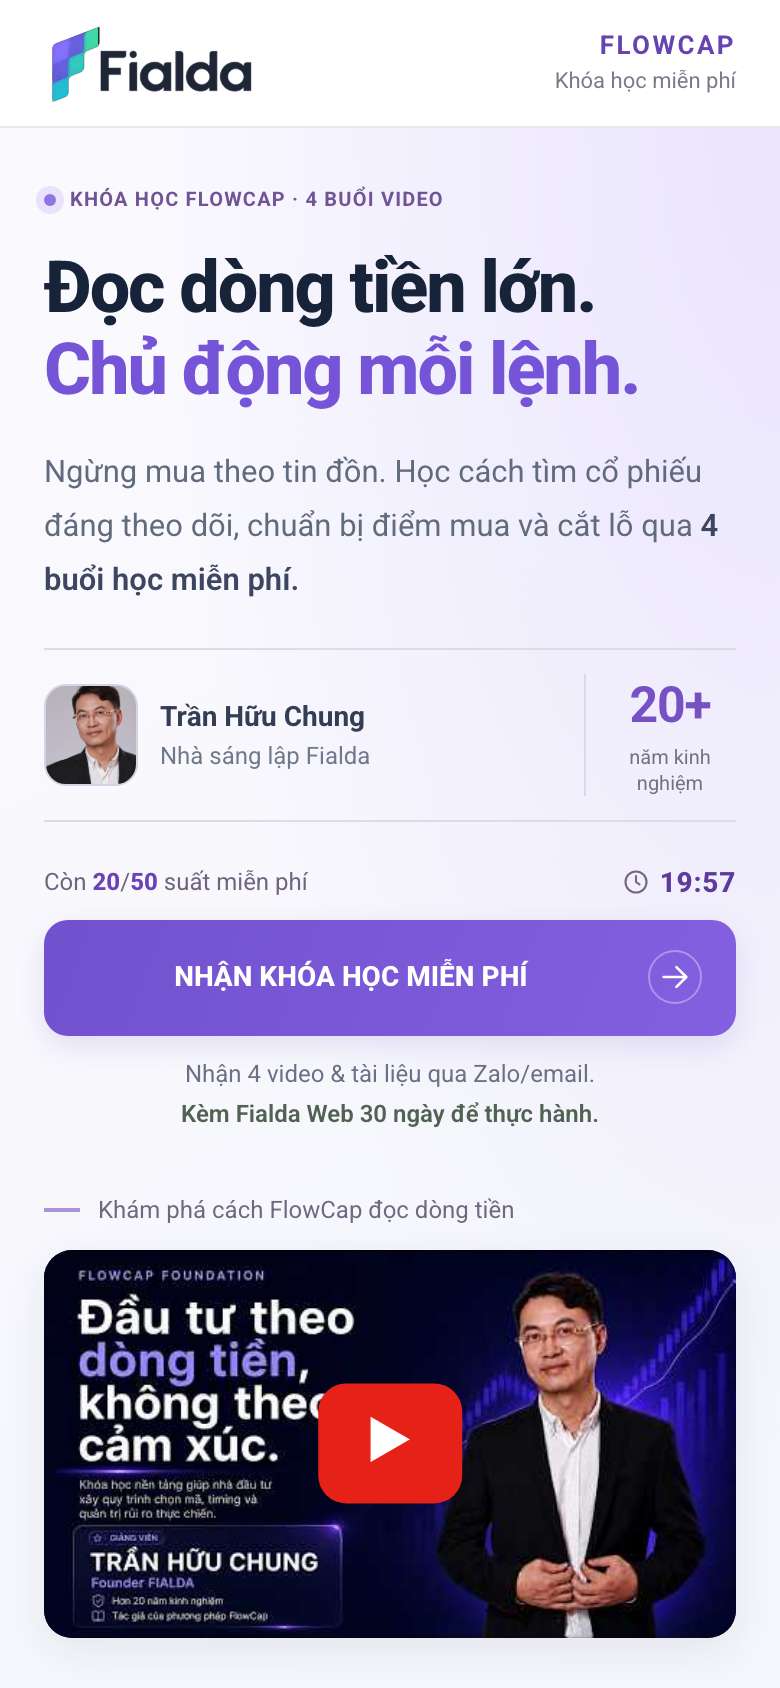 Fialda
FLOWCAP
Khóa học miễn phí
KHÓA HỌC FLOWCAP · 4 BUỔI VIDEO
Đọc dòng tiền lớn.
Chủ động mỗi lệnh.
Ngừng mua theo tin đồn. Học cách tìm cổ phiếu
đáng theo dõi, chuẩn bị điểm mua và cắt lỗ qua 4
buổi học miễn phí.
Trần Hữu Chung
Nhà sáng lập Fialda
20+
năm kinh
nghiệm
Còn 20/50 suất miễn phí
19:57
NHẬN KHÓA HỌC MIỄN PHÍ
Nhận 4 video & tài liệu qua Zalo/email.
Kèm Fialda Web 30 ngày để thực hành.
Khám phá cách FlowCap đọc dòng tiền
FLOWCAP FOUNDATION
Đầu tư theo
dòng tiền,
không theo
cảm xúc.
Khóa học nền tảng giúp nhà đầu tư
xây quy trình chọn mã, timing và
quản trị rủi ro thực chiến.
GIẢNG VIÊN
TRẦN HỮU CHUNG
Founder FIALDA
Hơn 20 năm kinh nghiệm
Tác giả của phương pháp FlowCap